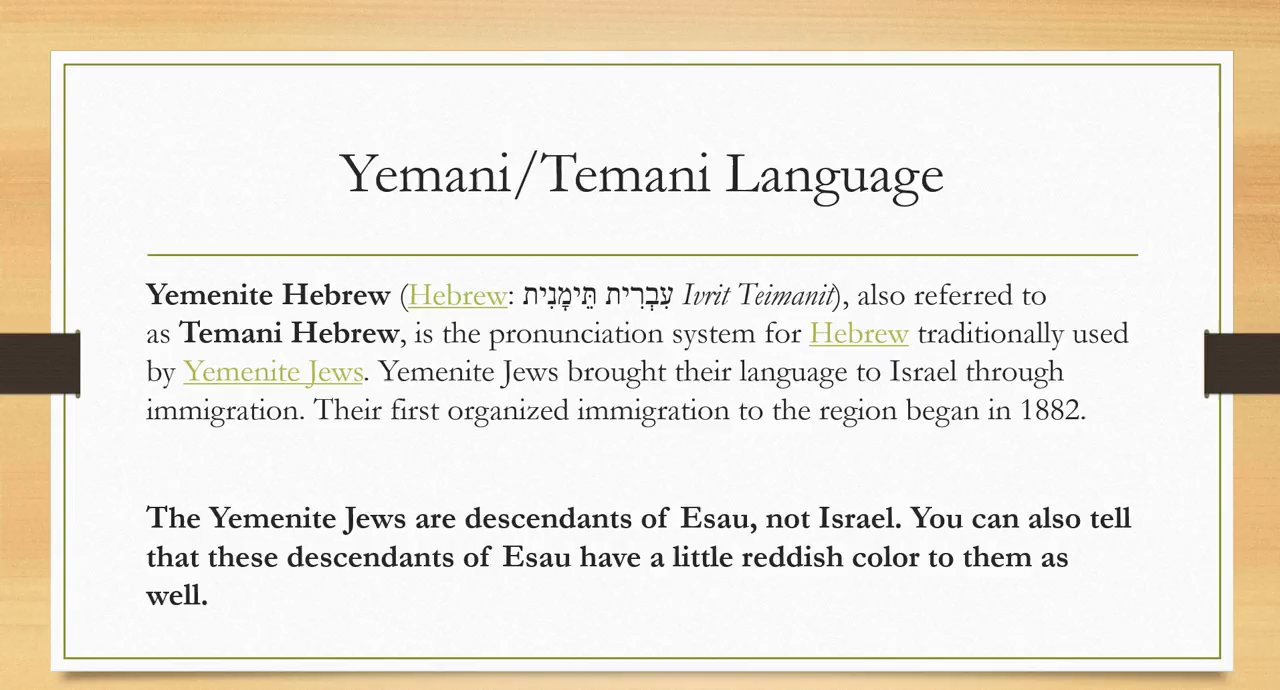 Yemani/Temani Language
Yemenite Hebrew (Hebrew: עִבְרִית תֵּימָנִית Ivrit Teimanit), also referred to
as Temani Hebrew, is the pronunciation system for Hebrew traditionally used
by Yemenite Jews. Yemenite Jews brought their language to Israel through
immigration. Their first organized immigration to the region began in 1882.
The Yemenite Jews are descendants of Esau, not Israel. You can also tell
that these descendants of Esau have a little reddish color to them as
well.